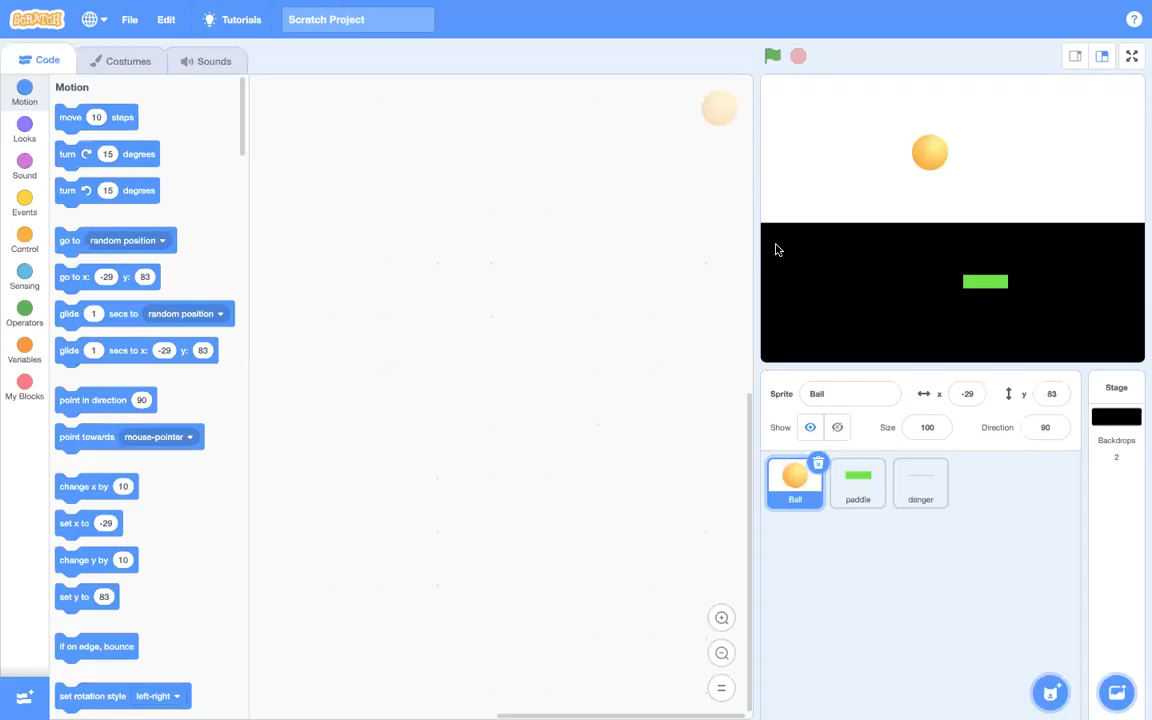 SCRATCH File Edit Tutorials Scratch Project ?
Code Costumes Sounds
Motion
Looks
Sound
Events
Control
Sensing
Operators
Variables
My Blocks
Motion
move 10 steps
turn 15 degrees
turn 15 degrees
go to random position
go to x: -29 y: 83
glide 1 secs to random position
glide 1 secs to x: -29 y: 83
point in direction 90
point towards mouse-pointer
change x by 10
set x to -29
change y by 10
set y to 83
if on edge, bounce
set rotation style left-right
Sprite Ball x -29 y 83
Show Size 100 Direction 90
Ball paddle danger
Stage
Backdrops
2